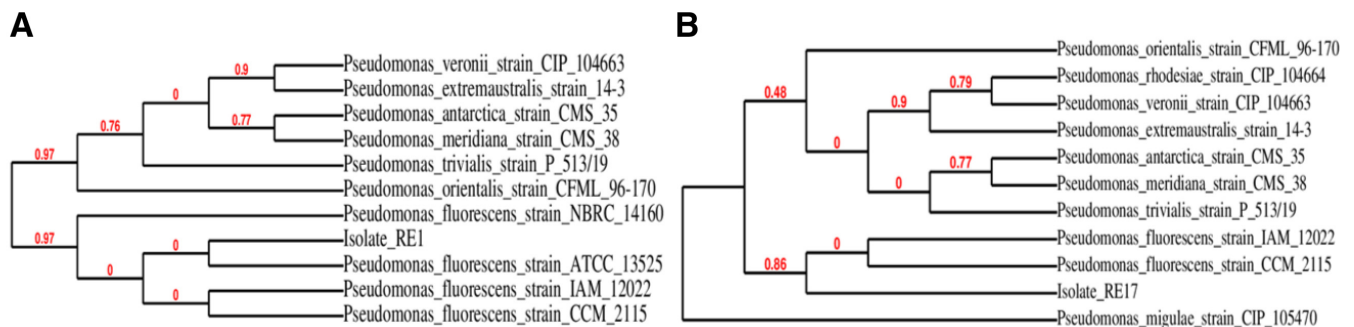 A
0.9
0
0.77
0.76
0.97
0.97
0
0
0
Pseudomonas_veronii_strain_CIP_104663
Pseudomonas_extremaustralis_strain_14-3
Pseudomonas_antarctica_strain_CMS_35
Pseudomonas_meridiana_strain_CMS_38
Pseudomonas_trivialis_strain_P_513/19
Pseudomonas_orientalis_strain_CFML_96-170
Pseudomonas_fluorescens_strain_NBRC_14160
Isolate_RE1
Pseudomonas_fluorescens_strain_ATCC_13525
Pseudomonas_fluorescens_strain_IAM_12022
Pseudomonas_fluorescens_strain_CCM_2115
B
0.48
0.79
0.9
0
0.77
0
0
0.86
Pseudomonas_orientalis_strain_CFML_96-170
Pseudomonas_rhodesiae_strain_CIP_104664
Pseudomonas_veronii_strain_CIP_104663
Pseudomonas_extremaustralis_strain_14-3
Pseudomonas_antarctica_strain_CMS_35
Pseudomonas_meridiana_strain_CMS_38
Pseudomonas_trivialis_strain_P_513/19
Pseudomonas_fluorescens_strain_IAM_12022
Pseudomonas_fluorescens_strain_CCM_2115
Isolate_RE17
Pseudomonas_migulae_strain_CIP_105470